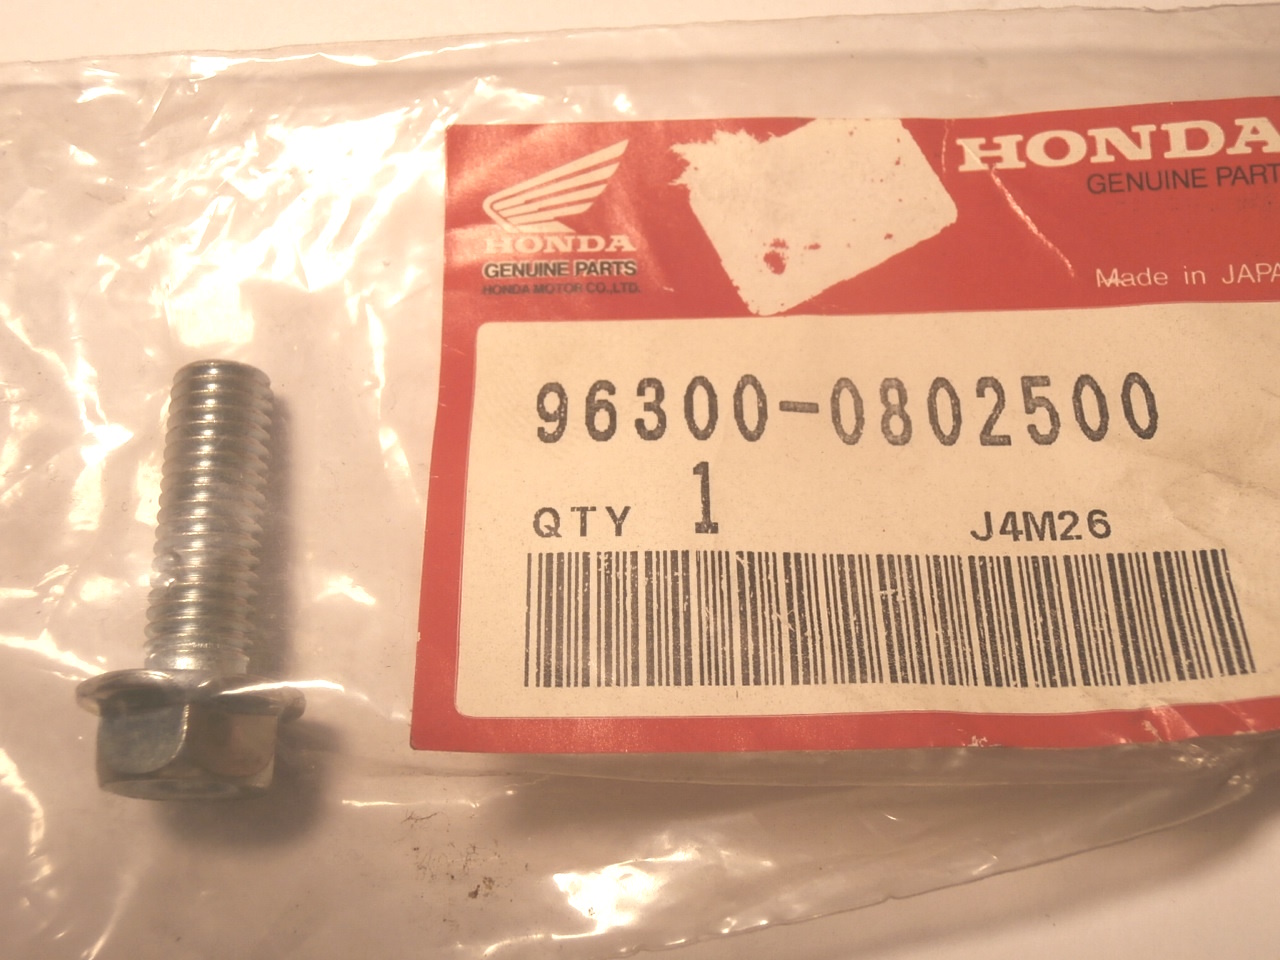 HONDA
GENUINE PARTS
HONDA MOTOR CO.,LTD.
HONDA
GENUINE PART
Made in JAPA
96300-0802500
QTY 1 J4M26